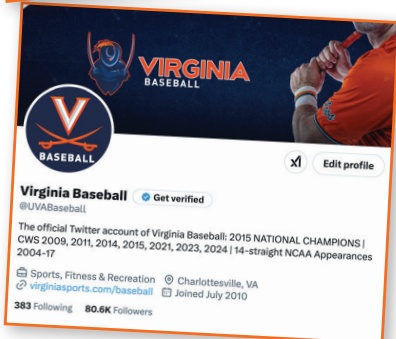 VIRGINIA
BASEBALL
BASEBALL
Edit profile
Virginia Baseball Get verified
@UVABaseball
The official Twitter account of Virginia Baseball: 2015 NATIONAL CHAMPIONS |
CWS 2009, 2011, 2014, 2015, 2021, 2023, 2024 | 14-straight NCAA Appearances
2004-17
Sports, Fitness & Recreation Charlottesville, VA
virginiasports.com/baseball Joined July 2010
383 Following 80.6K Followers